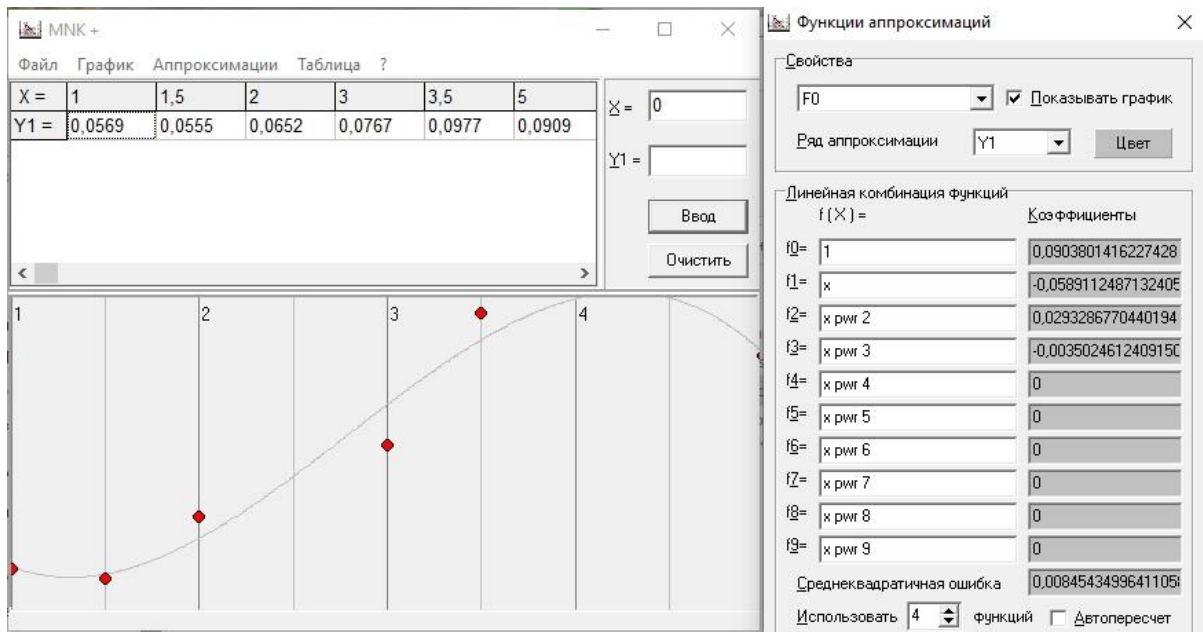 MNK +
Файл График Аппроксимации Таблица ?
X = 1 1,5 2 3 3,5 5
Y1 = 0,0569 0,0555 0,0652 0,0767 0,0977 0,0909
X = 0
Y1 =
Ввод
Очистить
1 2 3 4
Функции аппроксимаций
Свойства
F0 Показывать график
Ряд аппроксимации Y1 Цвет
Линейная комбинация функций
f ( X ) = Коэффициенты
f0= 1 0,0903801416227428
f1= x -0,0589112487132405
f2= x pwr 2 0,0293286770440194
f3= x pwr 3 -0,0035024612409150
f4= x pwr 4 0
f5= x pwr 5 0
f6= x pwr 6 0
f7= x pwr 7 0
f8= x pwr 8 0
f9= x pwr 9 0
Среднеквадратичная ошибка 0,0084543499641105
Использовать 4 функций Автопересчет